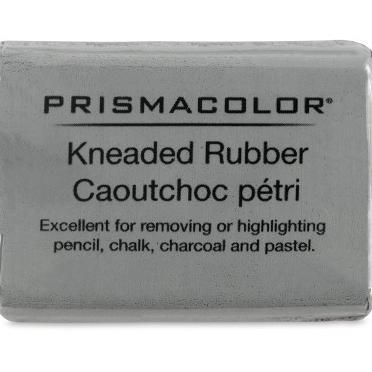 PRISMACOLOR®
Kneaded Rubber
Caoutchoc pétri
Excellent for removing or highlighting
pencil, chalk, charcoal and pastel.